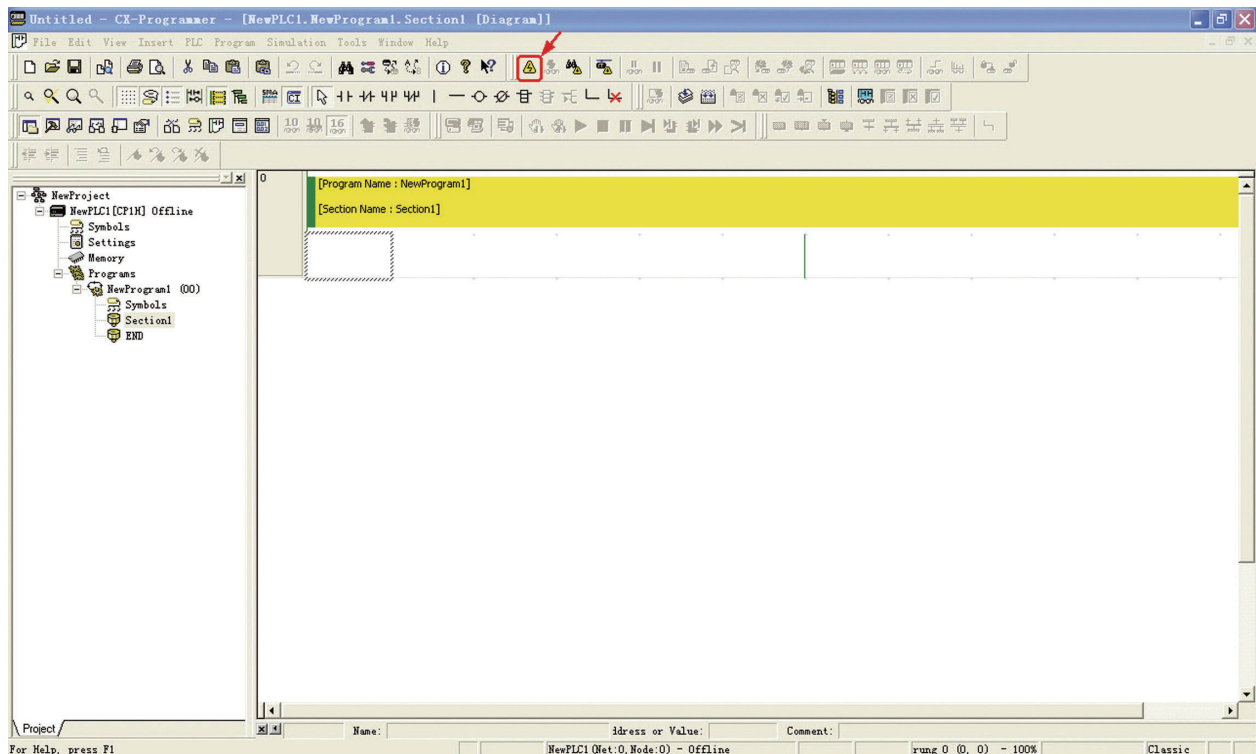 Untitled - CX-Programmer - [NewPLC1.NewProgram1.Section1 [Diagram]]
File Edit View Insert PLC Program Simulation Tools Window Help
10 10 16
0
[Program Name : NewProgram1]
[Section Name : Section1]
NewProject
NewPLC1[CP1H] Offline
Symbols
Settings
Memory
Programs
NewProgram1 (00)
Symbols
Section1
END
Project
Name: ddress or Value: Comment:
For Help, press F1 NewPLC1(Net:0,Node:0) - Offline rung 0 (0, 0) - 100% Classic